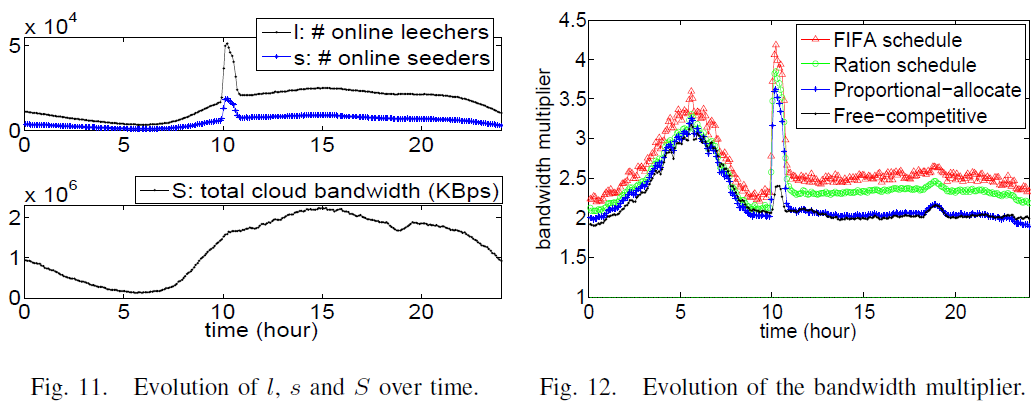 x 10^4
5
0
l: # online leechers
s: # online seeders
0 5 10 15 20
x 10^6
2
1
0
S: total cloud bandwidth (KBps)
0 5 10 15 20
time (hour)
Fig. 11. Evolution of l, s and S over time.
4.5
4
3.5
3
2.5
2
1.5
1
bandwidth multiplier
FIFA schedule
Ration schedule
Proportional-allocate
Free-competitive
0 5 10 15 20
time (hour)
Fig. 12. Evolution of the bandwidth multiplier.